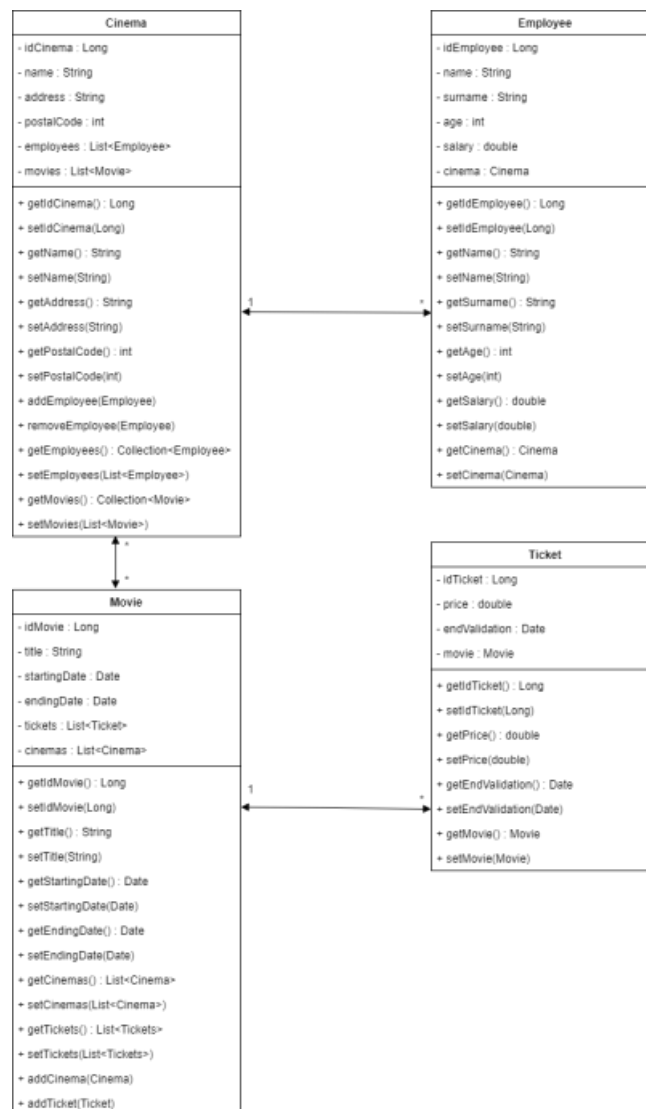 Cinema
- idCinema : Long
- name : String
- address : String
- postalCode : int
- employees : List<Employee>
- movies : List<Movie>
+ getIdCinema() : Long
+ setIdCinema(Long)
+ getName() : String
+ setName(String)
+ getAddress() : String
+ setAddress(String)
+ getPostalCode() : int
+ setPostalCode(int)
+ addEmployee(Employee)
+ removeEmployee(Employee)
+ getEmployees() : Collection<Employee>
+ setEmployees(List<Employee>)
+ getMovies() : Collection<Movie>
+ setMovies(List<Movie>)
1
*
Employee
- idEmployee : Long
- name : String
- surname : String
- age : int
- salary : double
- cinema : Cinema
+ getIdEmployee() : Long
+ setIdEmployee(Long)
+ getName() : String
+ setName(String)
+ getSurname() : String
+ setSurname(String)
+ getAge() : int
+ setAge(int)
+ getSalary() : double
+ setSalary(double)
+ getCinema() : Cinema
+ setCinema(Cinema)
*
*
Movie
- idMovie : Long
- title : String
- startingDate : Date
- endingDate : Date
- tickets : List<Ticket>
- cinemas : List<Cinema>
+ getIdMovie() : Long
+ setIdMovie(Long)
+ getTitle() : String
+ setTitle(String)
+ getStartingDate() : Date
+ setStartingDate(Date)
+ getEndingDate() : Date
+ setEndingDate(Date)
+ getCinemas() : List<Cinema>
+ setCinemas(List<Cinema>)
+ getTickets() : List<Tickets>
+ setTickets(List<Tickets>)
+ addCinema(Cinema)
+ addTicket(Ticket)
1
*
Ticket
- idTicket : Long
- price : double
- endValidation : Date
- movie : Movie
+ getIdTicket() : Long
+ setIdTicket(Long)
+ getPrice() : double
+ setPrice(double)
+ getEndValidation() : Date
+ setEndValidation(Date)
+ getMovie() : Movie
+ setMovie(Movie)